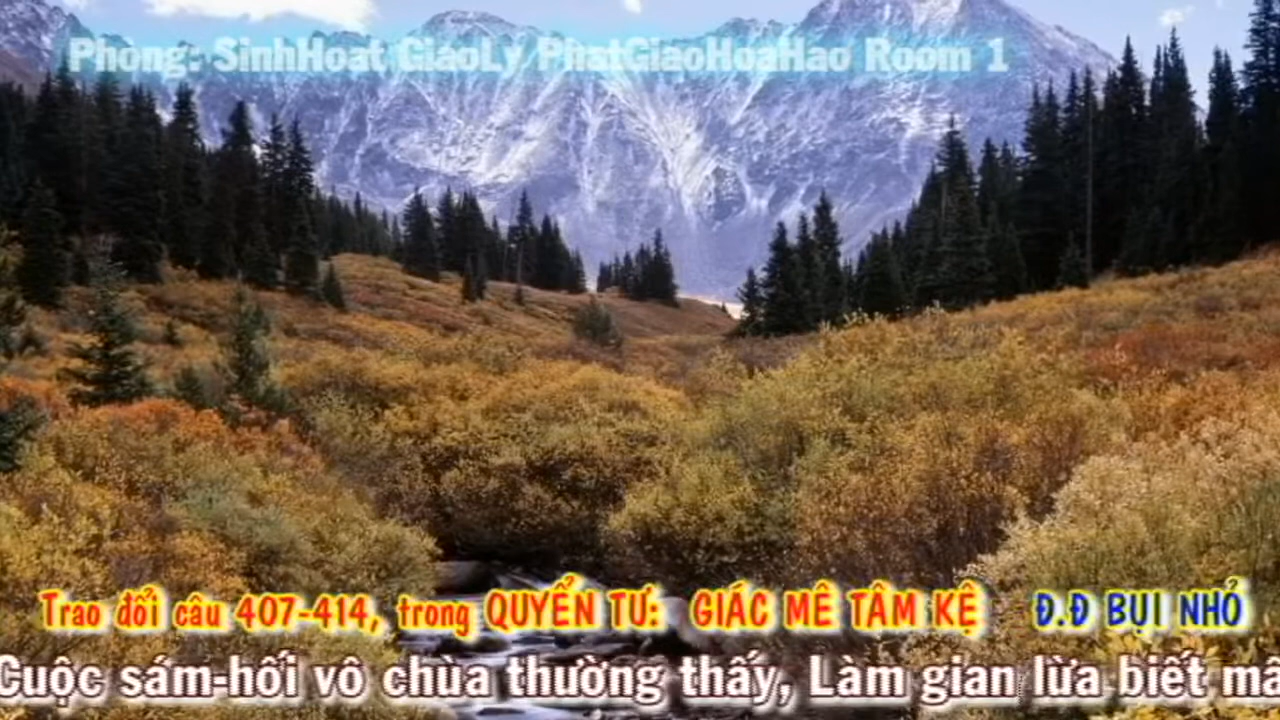 Phòng: SinhHoat GiaoLy PhatGiaoHoaHao Room 1
Trao đổi câu 407-414, trong QUYỂN TƯ: GIÁC MÊ TÂM KỆ Đ.Đ BỤI NHỎ
Cuộc sám-hối vô chùa thường thấy, Làm gian lừa biết